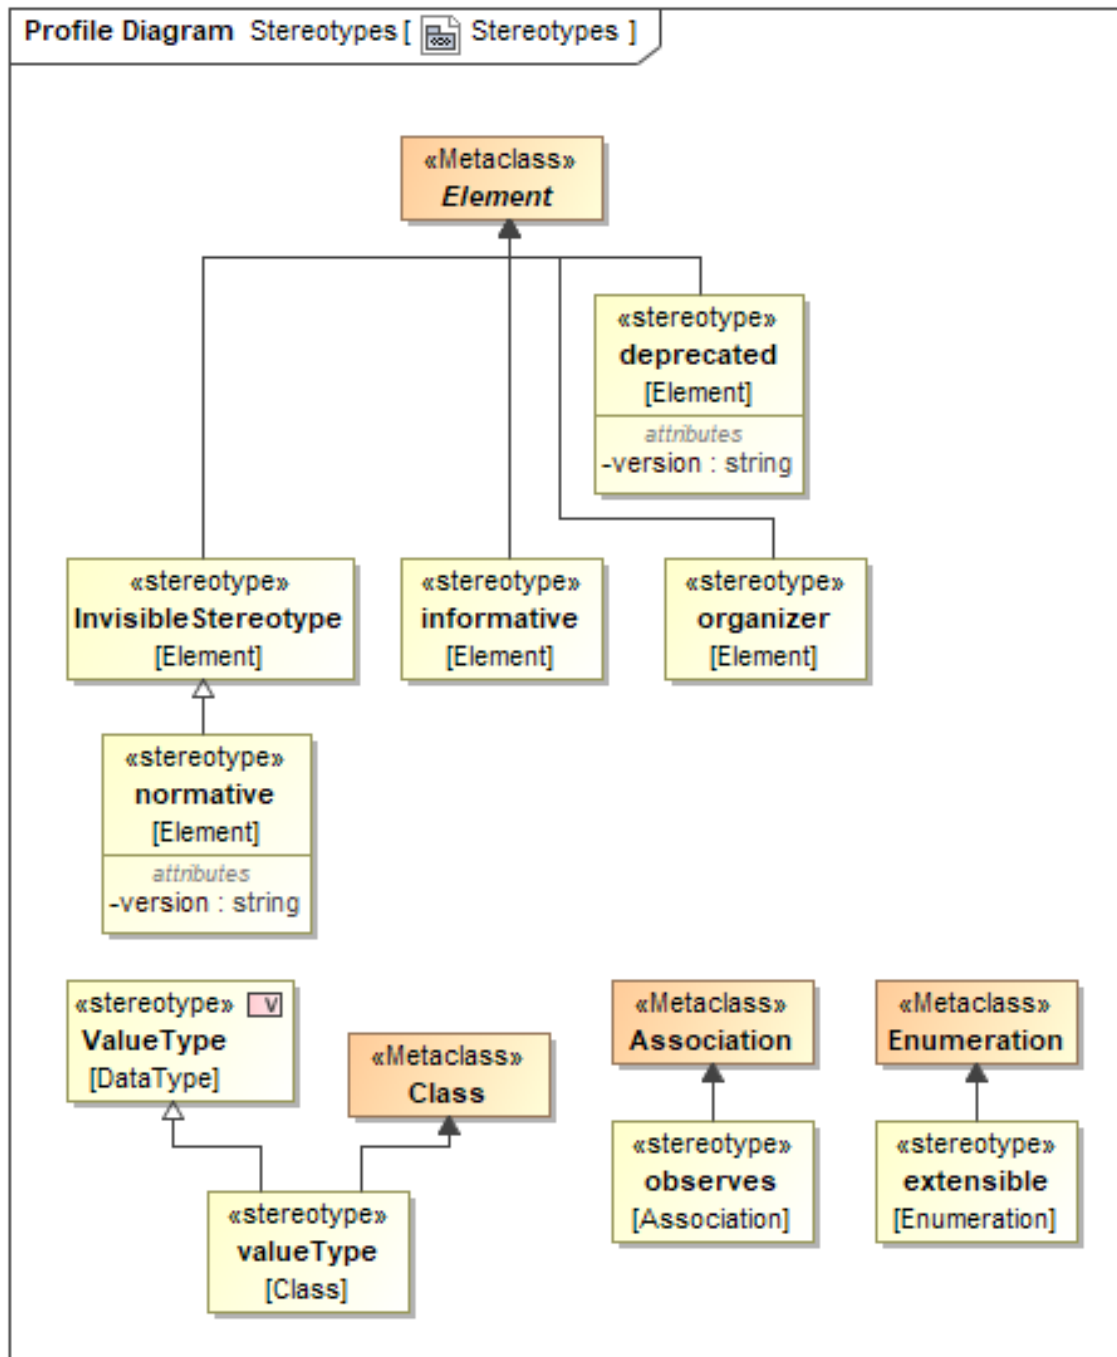 Profile Diagram Stereotypes [ Stereotypes ]
«Metaclass»
Element
«stereotype»
deprecated
[Element]
attributes
-version : string
«stereotype»
InvisibleStereotype
[Element]
«stereotype»
informative
[Element]
«stereotype»
organizer
[Element]
«stereotype»
normative
[Element]
attributes
-version : string
«stereotype» V
ValueType
[DataType]
«Metaclass»
Class
«Metaclass»
Association
«Metaclass»
Enumeration
«stereotype»
valueType
[Class]
«stereotype»
observes
[Association]
«stereotype»
extensible
[Enumeration]